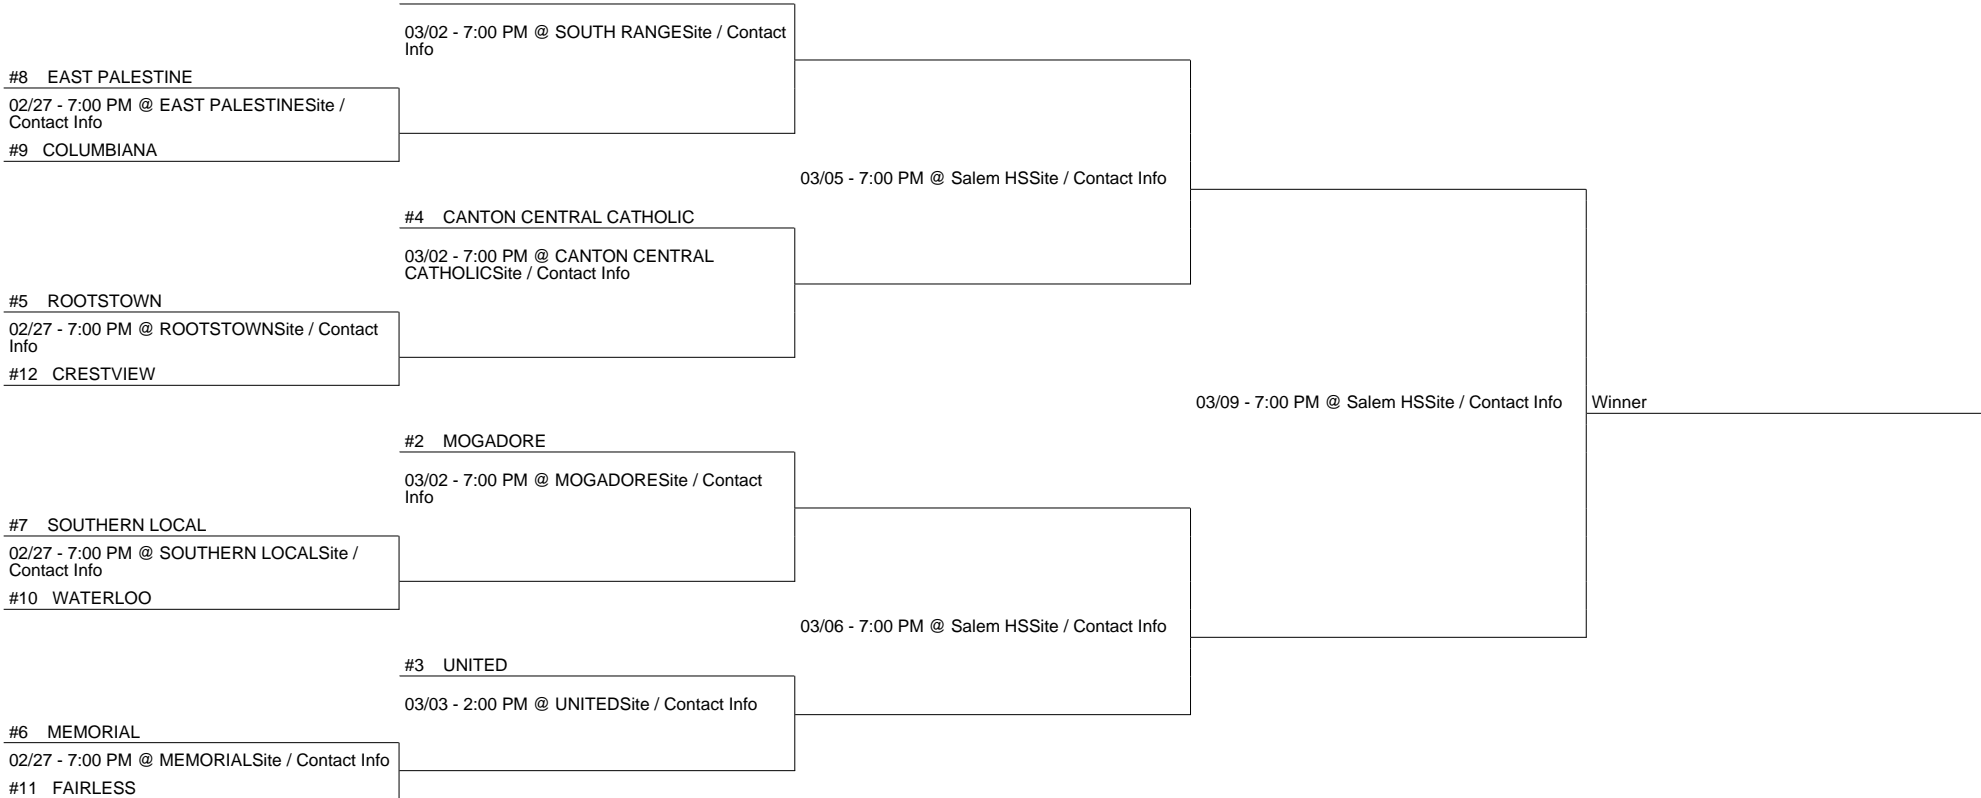 03/02 - 7:00 PM @ SOUTH RANGESite / Contact
Info
#8 EAST PALESTINE
02/27 - 7:00 PM @ EAST PALESTINESite /
Contact Info
#9 COLUMBIANA
03/05 - 7:00 PM @ Salem HSSite / Contact Info
#4 CANTON CENTRAL CATHOLIC
03/02 - 7:00 PM @ CANTON CENTRAL
CATHOLICSite / Contact Info
#5 ROOTSTOWN
02/27 - 7:00 PM @ ROOTSTOWNSite / Contact
Info
#12 CRESTVIEW
03/09 - 7:00 PM @ Salem HSSite / Contact Info
Winner
#2 MOGADORE
03/02 - 7:00 PM @ MOGADORESite / Contact
Info
#7 SOUTHERN LOCAL
02/27 - 7:00 PM @ SOUTHERN LOCALSite /
Contact Info
#10 WATERLOO
03/06 - 7:00 PM @ Salem HSSite / Contact Info
#3 UNITED
03/03 - 2:00 PM @ UNITEDSite / Contact Info
#6 MEMORIAL
02/27 - 7:00 PM @ MEMORIALSite / Contact Info
#11 FAIRLESS